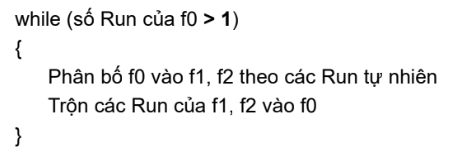 while (số Run của f0 > 1)
{
Phân bố f0 vào f1, f2 theo các Run tự nhiên
Trộn các Run của f1, f2 vào f0
}